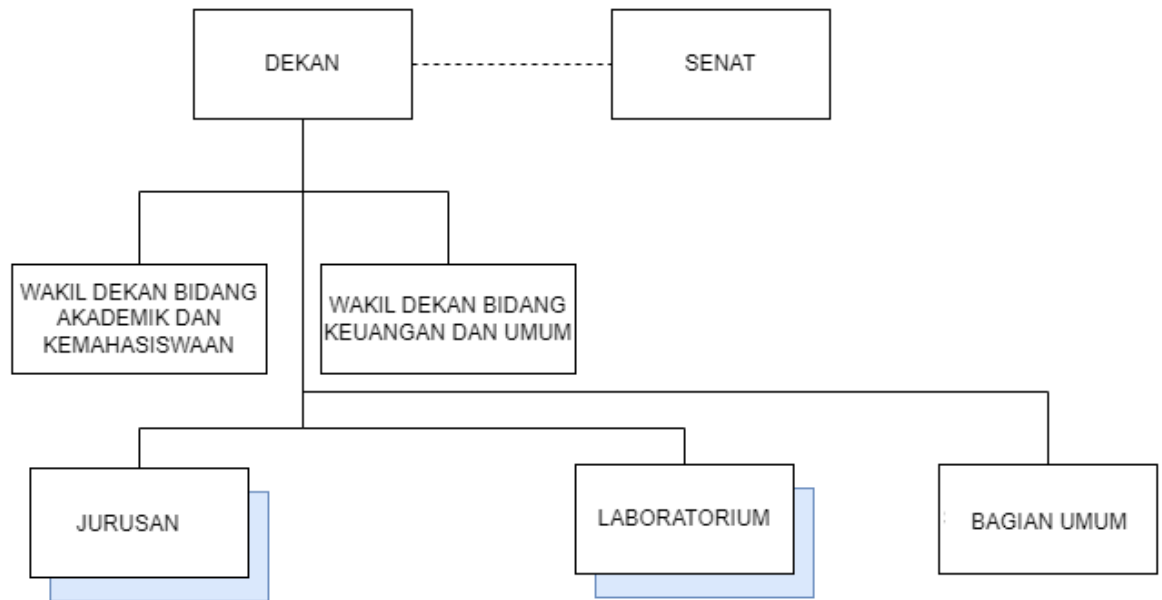 DEKAN
SENAT
WAKIL DEKAN BIDANG
AKADEMIK DAN
KEMAHASISWAAN
WAKIL DEKAN BIDANG
KEUANGAN DAN UMUM
JURUSAN
LABORATORIUM
BAGIAN UMUM